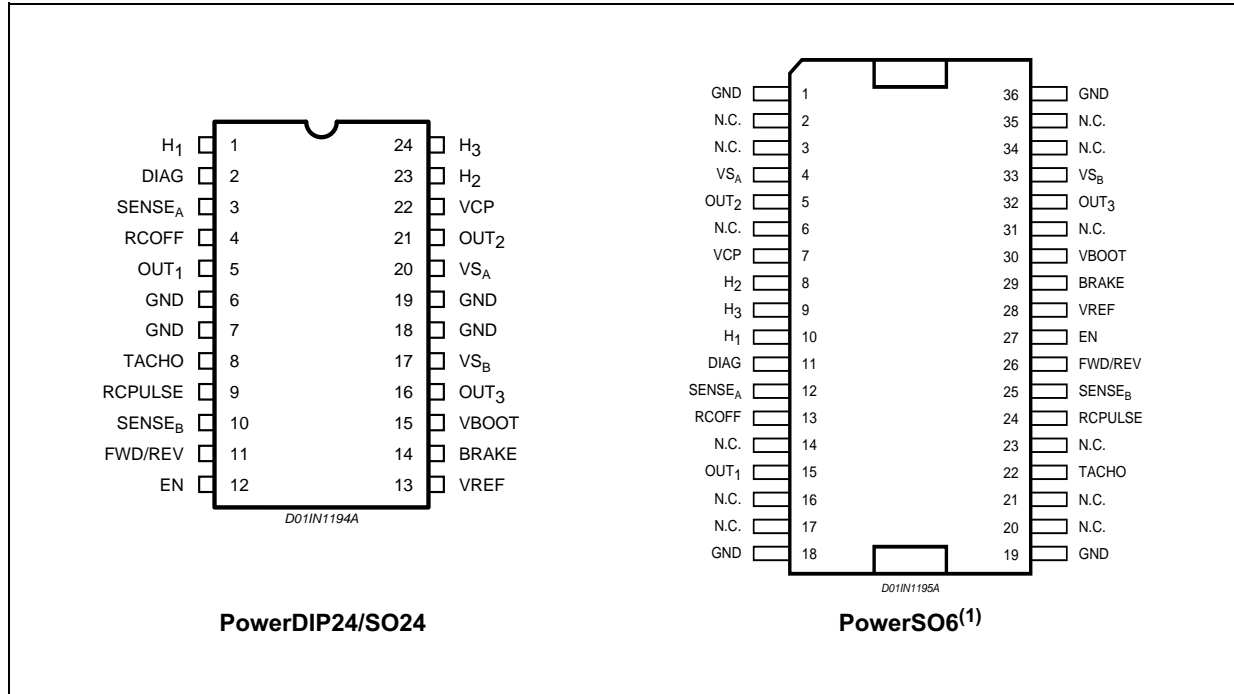 H1 1 24 H3
DIAG 2 23 H2
SENSEA 3 22 VCP
RCOFF 4 21 OUT2
OUT1 5 20 VSA
GND 6 19 GND
GND 7 18 GND
TACHO 8 17 VSB
RCPULSE 9 16 OUT3
SENSEB 10 15 VBOOT
FWD/REV 11 14 BRAKE
EN 12 13 VREF
D01IN1194A
PowerDIP24/SO24
GND 1 36 GND
N.C. 2 35 N.C.
N.C. 3 34 N.C.
VSA 4 33 VSB
OUT2 5 32 OUT3
N.C. 6 31 N.C.
VCP 7 30 VBOOT
H2 8 29 BRAKE
H3 9 28 VREF
H1 10 27 EN
DIAG 11 26 FWD/REV
SENSEA 12 25 SENSEB
RCOFF 13 24 RCPULSE
N.C. 14 23 N.C.
OUT1 15 22 TACHO
N.C. 16 21 N.C.
N.C. 17 20 N.C.
GND 18 19 GND
D01IN1195A
PowerSO6(1)